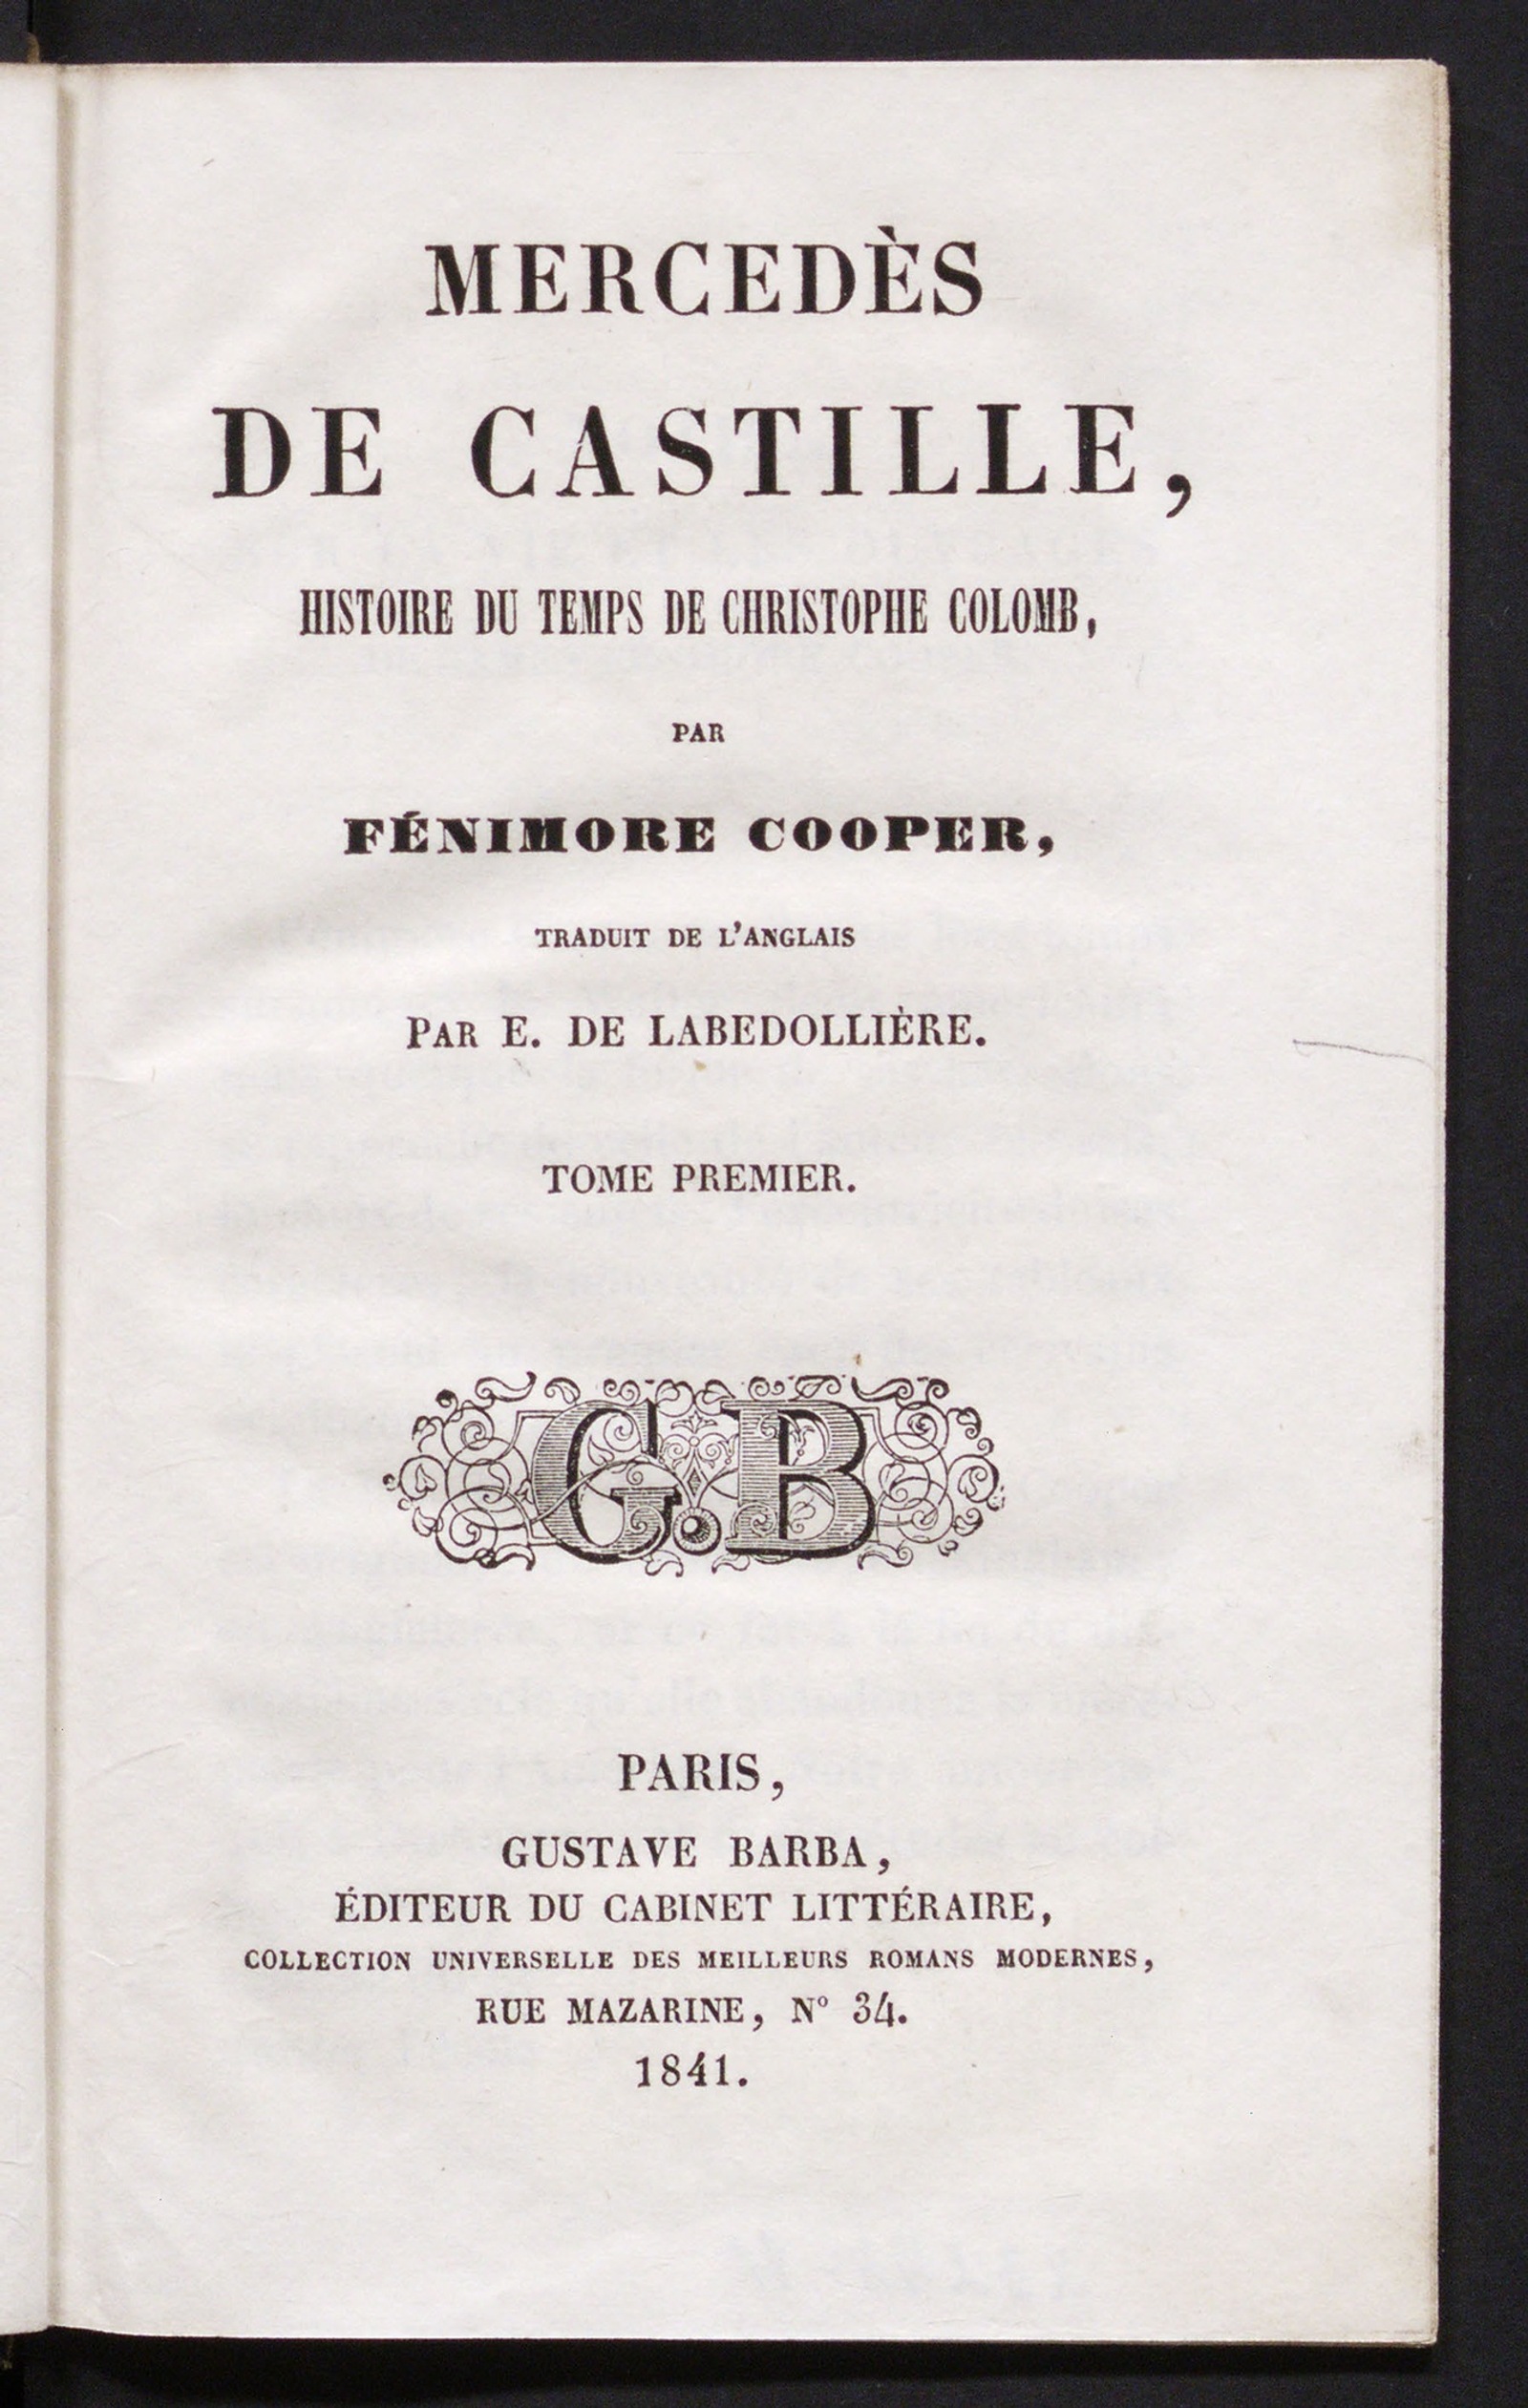 MERCEDÈS
DE CASTILLE,
HISTOIRE DU TEMPS DE CHRISTOPHE COLOMB,
PAR
FÉNIMORE COOPER,
TRADUIT DE L'ANGLAIS
PAR E. DE LABEDOLLIÈRE.
TOME PREMIER.
G.B
PARIS,
GUSTAVE BARBA,
ÉDITEUR DU CABINET LITTÉRAIRE,
COLLECTION UNIVERSELLE DES MEILLEURS ROMANS MODERNES,
RUE MAZARINE, N° 34.
1841.